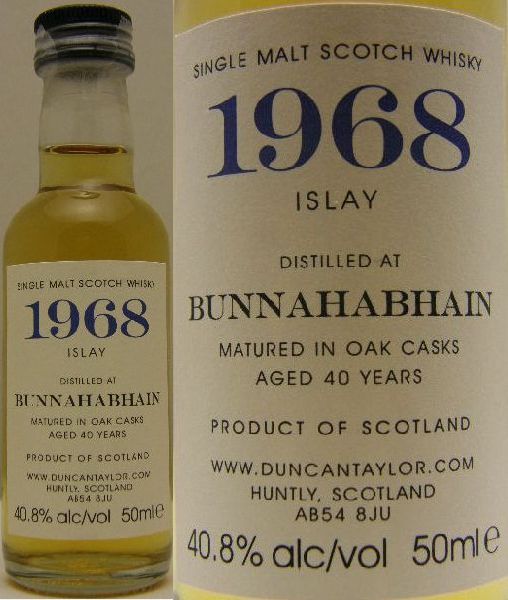 SINGLE MALT SCOTCH WHISKY
1968
ISLAY
DISTILLED AT
BUNNAHABHAIN
MATURED IN OAK CASKS
AGED 40 YEARS
PRODUCT OF SCOTLAND
WWW.DUNCANTAYLOR.COM
HUNTLY, SCOTLAND
AB54 8JU
40.8% alc/vol 50ml e
SINGLE MALT SCOTCH WHISKY
1968
ISLAY
DISTILLED AT
BUNNAHABHAIN
MATURED IN OAK CASKS
AGED 40 YEARS
PRODUCT OF SCOTLAND
WWW.DUNCANTAYLOR.COM
HUNTLY, SCOTLAND
AB54 8JU
40.8% alc/vol 50ml e